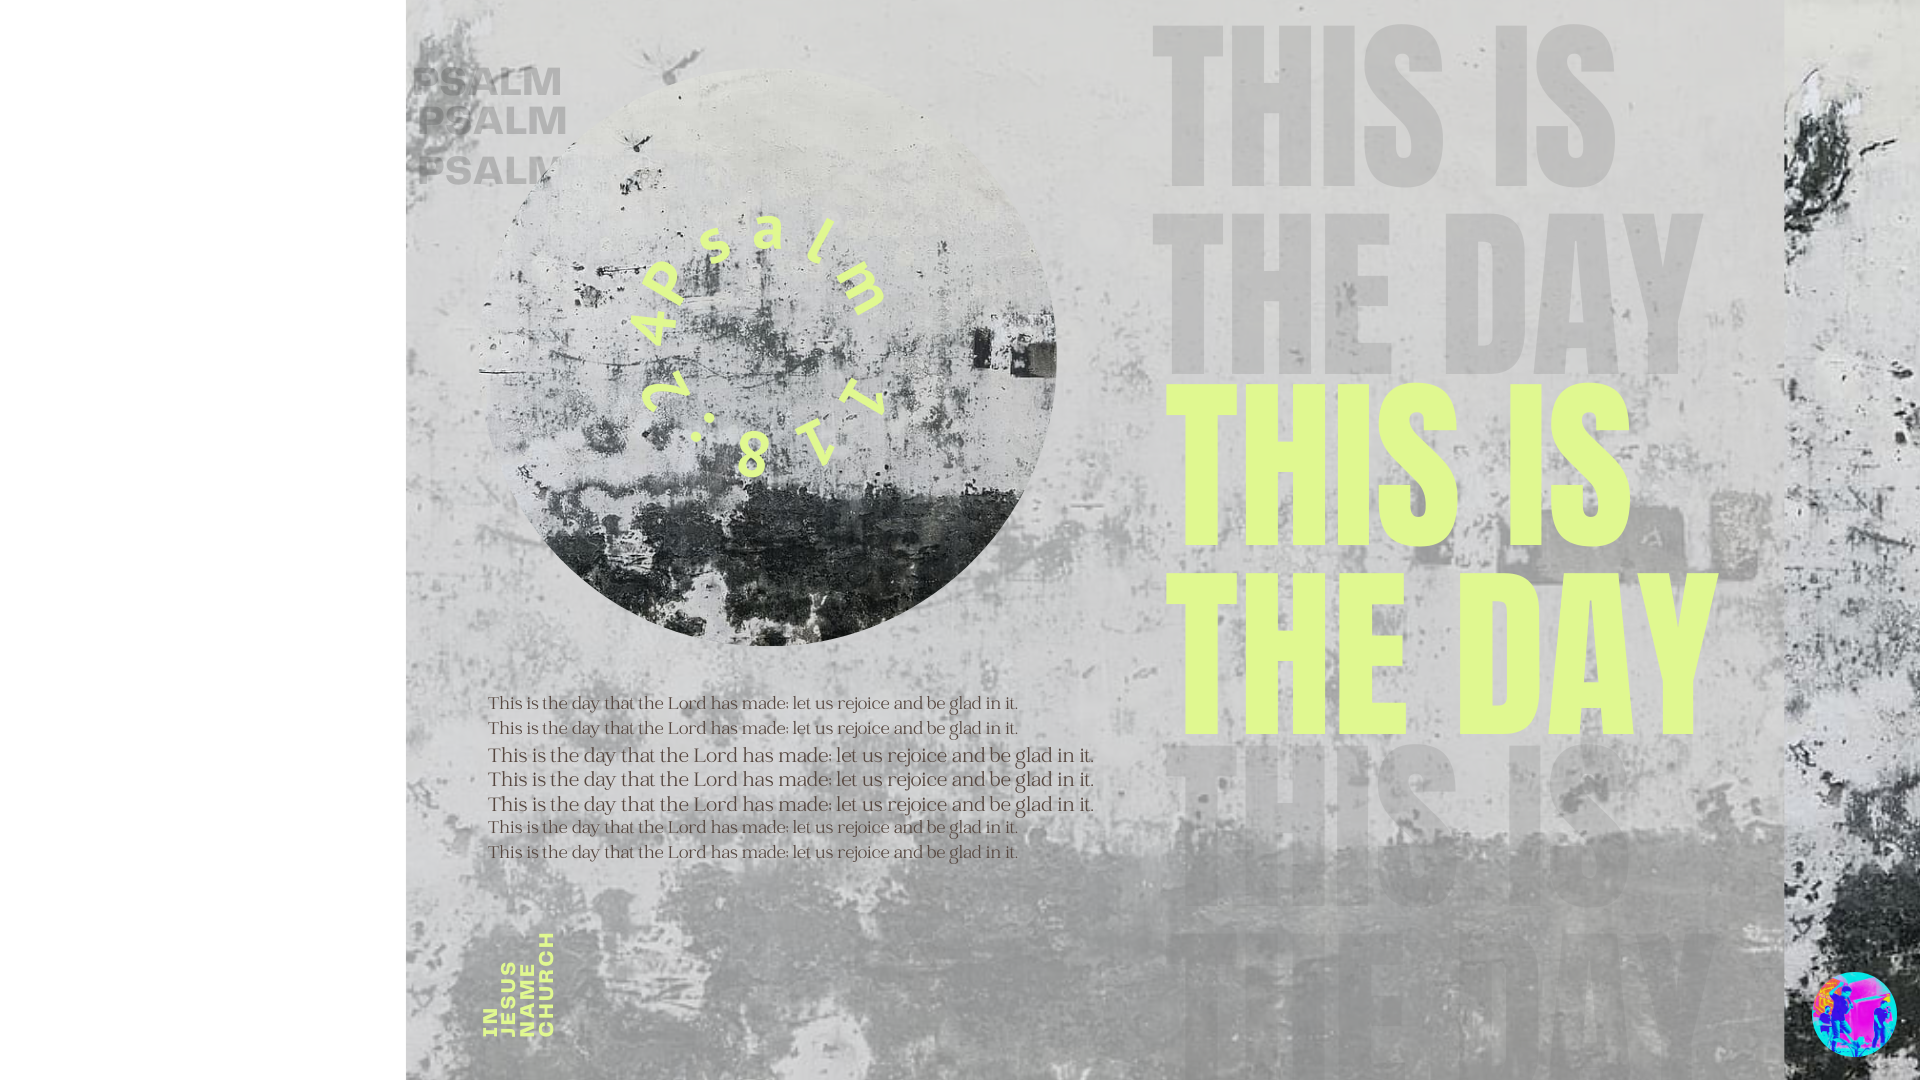 PSALM
PSALM
PSALM
Psalm 118:24
This is the day that the Lord has made; let us rejoice and be glad in it.
This is the day that the Lord has made; let us rejoice and be glad in it.
This is the day that the Lord has made; let us rejoice and be glad in it.
This is the day that the Lord has made; let us rejoice and be glad in it.
This is the day that the Lord has made; let us rejoice and be glad in it.
This is the day that the Lord has made; let us rejoice and be glad in it.
This is the day that the Lord has made; let us rejoice and be glad in it.
IN
JESUS
NAME
CHURCH
THIS IS
THE DAY
THIS IS
THE DAY
THIS IS
THE DAY